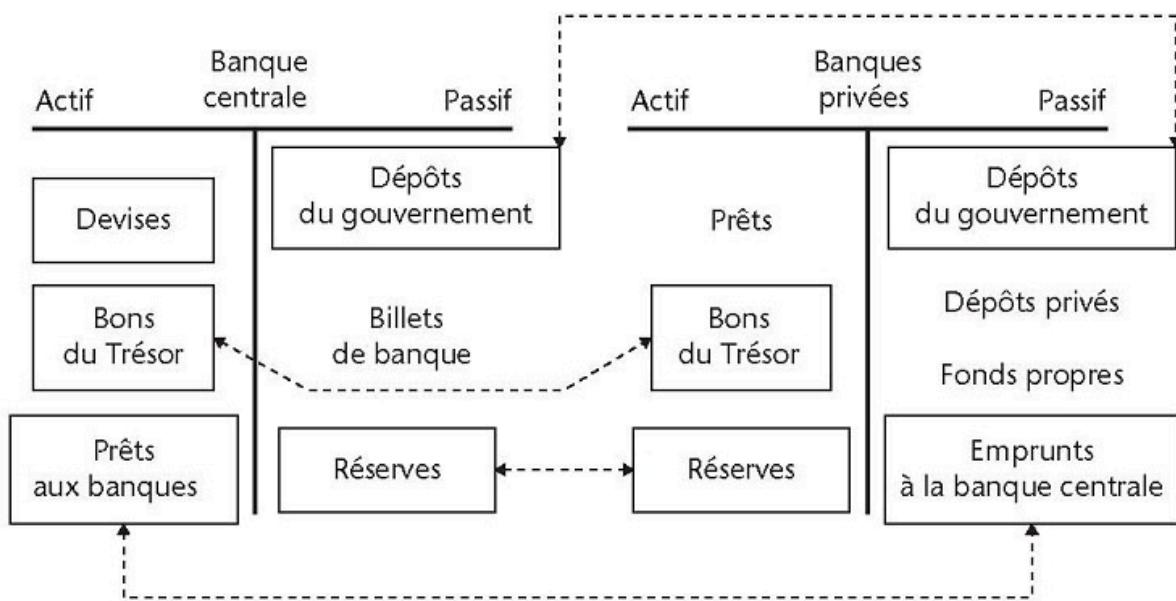 Banque
centrale
Actif
Passif
Devises
Bons
du Trésor
Prêts
aux banques
Dépôts
du gouvernement
Billets
de banque
Réserves
Banques
privées
Actif
Passif
Prêts
Bons
du Trésor
Réserves
Dépôts
du gouvernement
Dépôts privés
Fonds propres
Emprunts
à la banque centrale